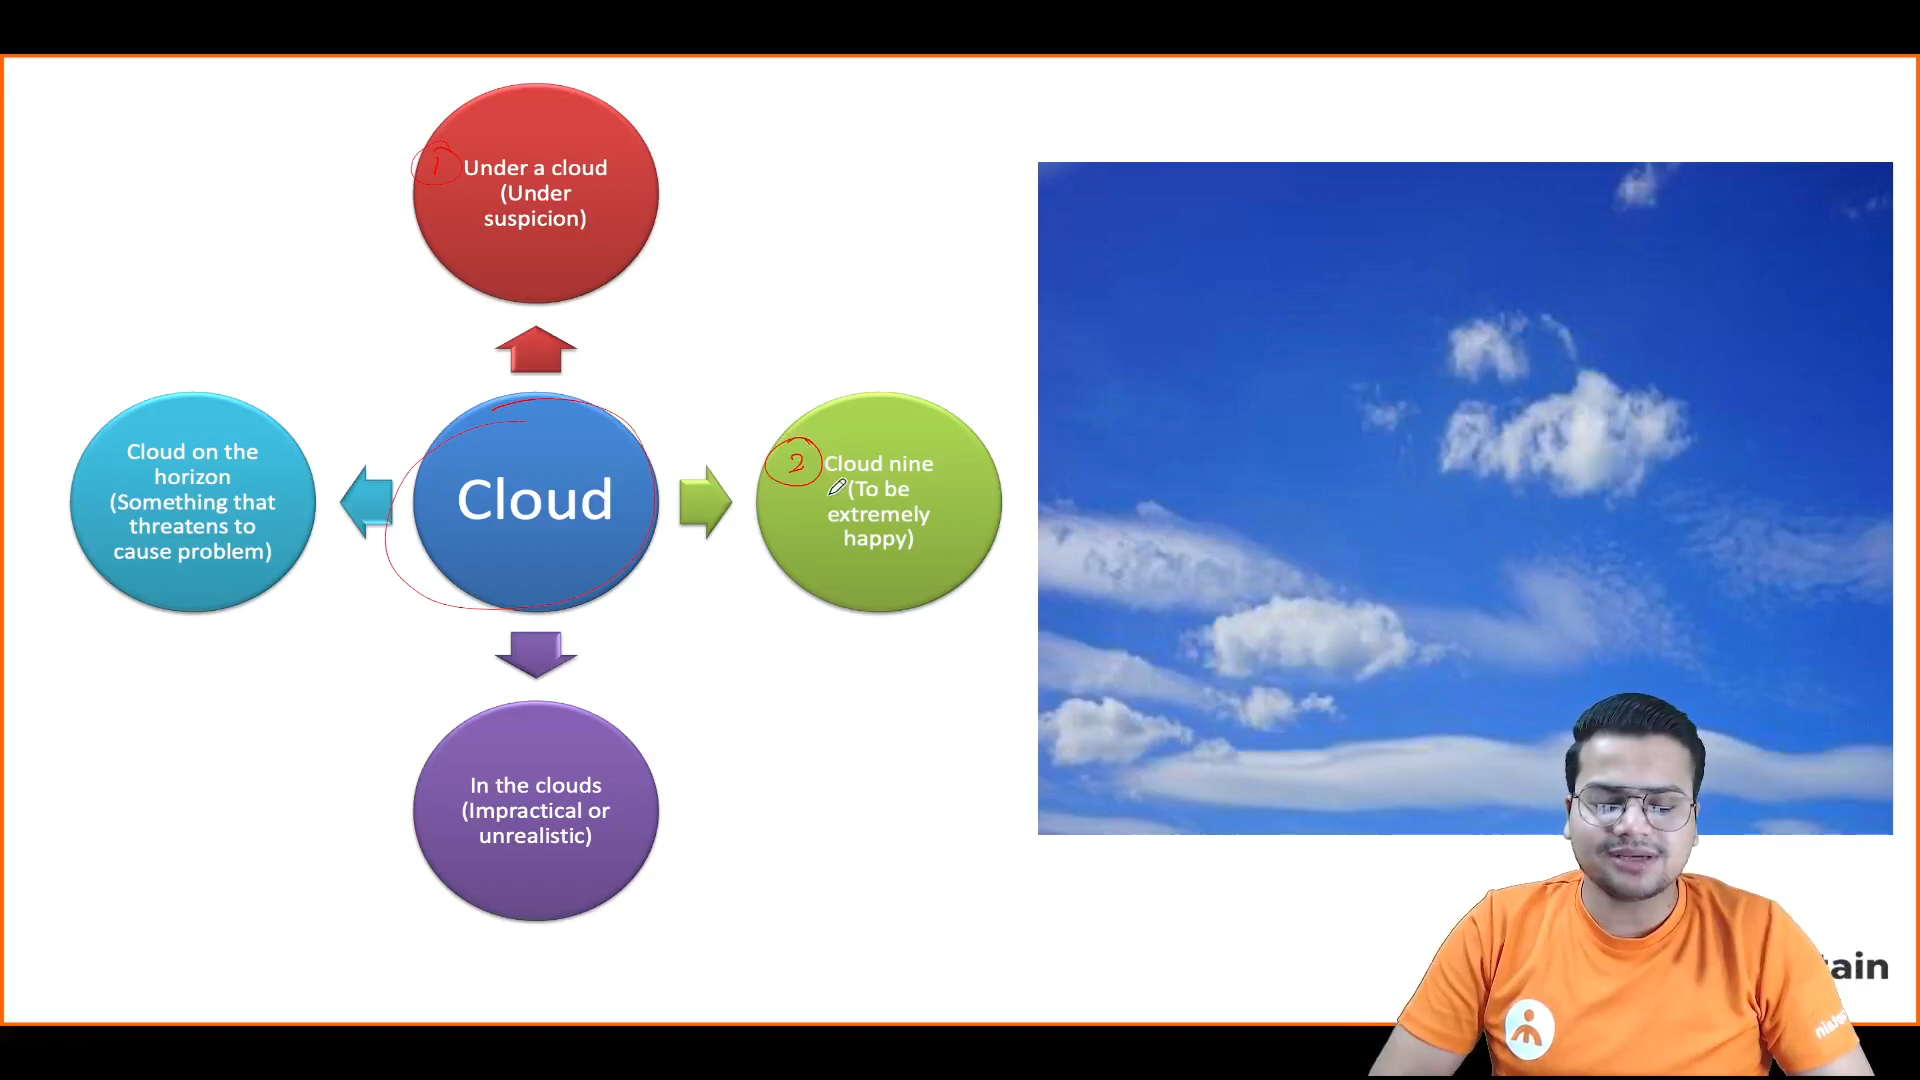 1
Under a cloud
(Under
suspicion)
Cloud on the
horizon
(Something that
threatens to
cause problem)
Cloud
2
Cloud nine
(To be
extremely
happy)
In the clouds
(Impractical or
unrealistic)